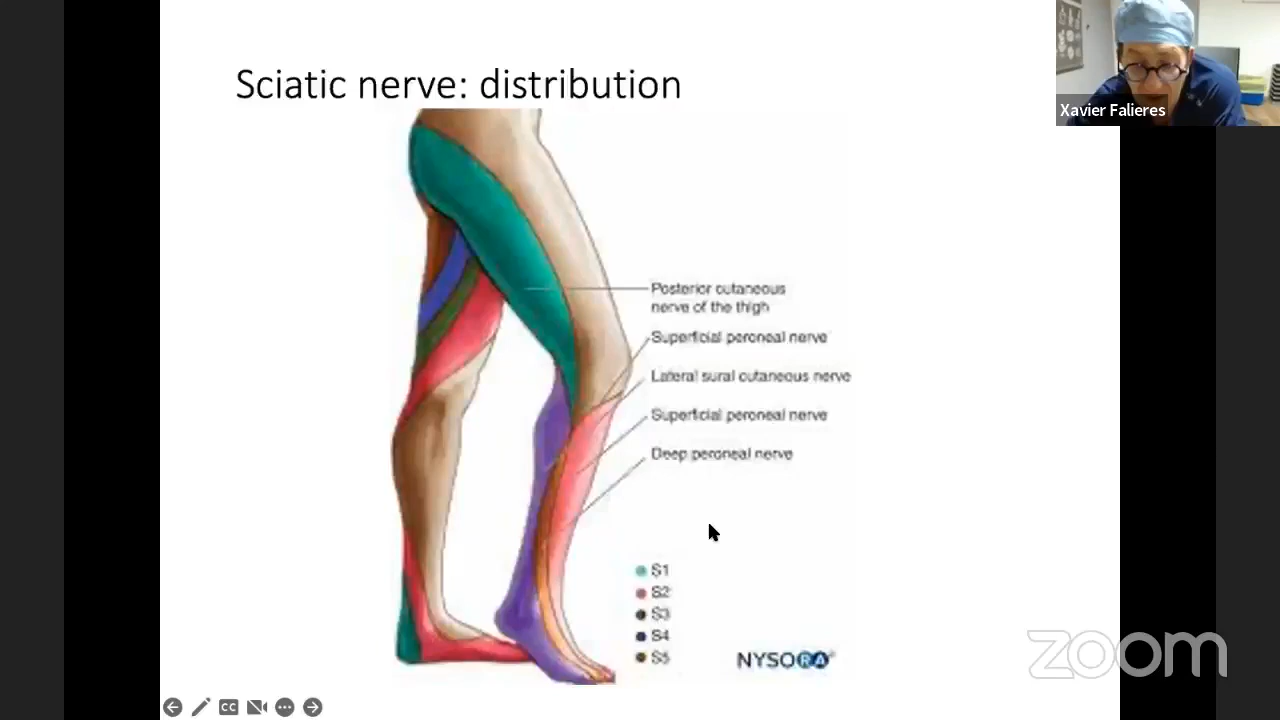 Sciatic nerve: distribution
Xavier Falieres
Posterior cutaneous
nerve of the thigh
Superficial peroneal nerve
Lateral sural cutaneous nerve
Superficial peroneal nerve
Deep peroneal nerve
S1
S2
S3
S4
S5
NYSORA
CC
zoom